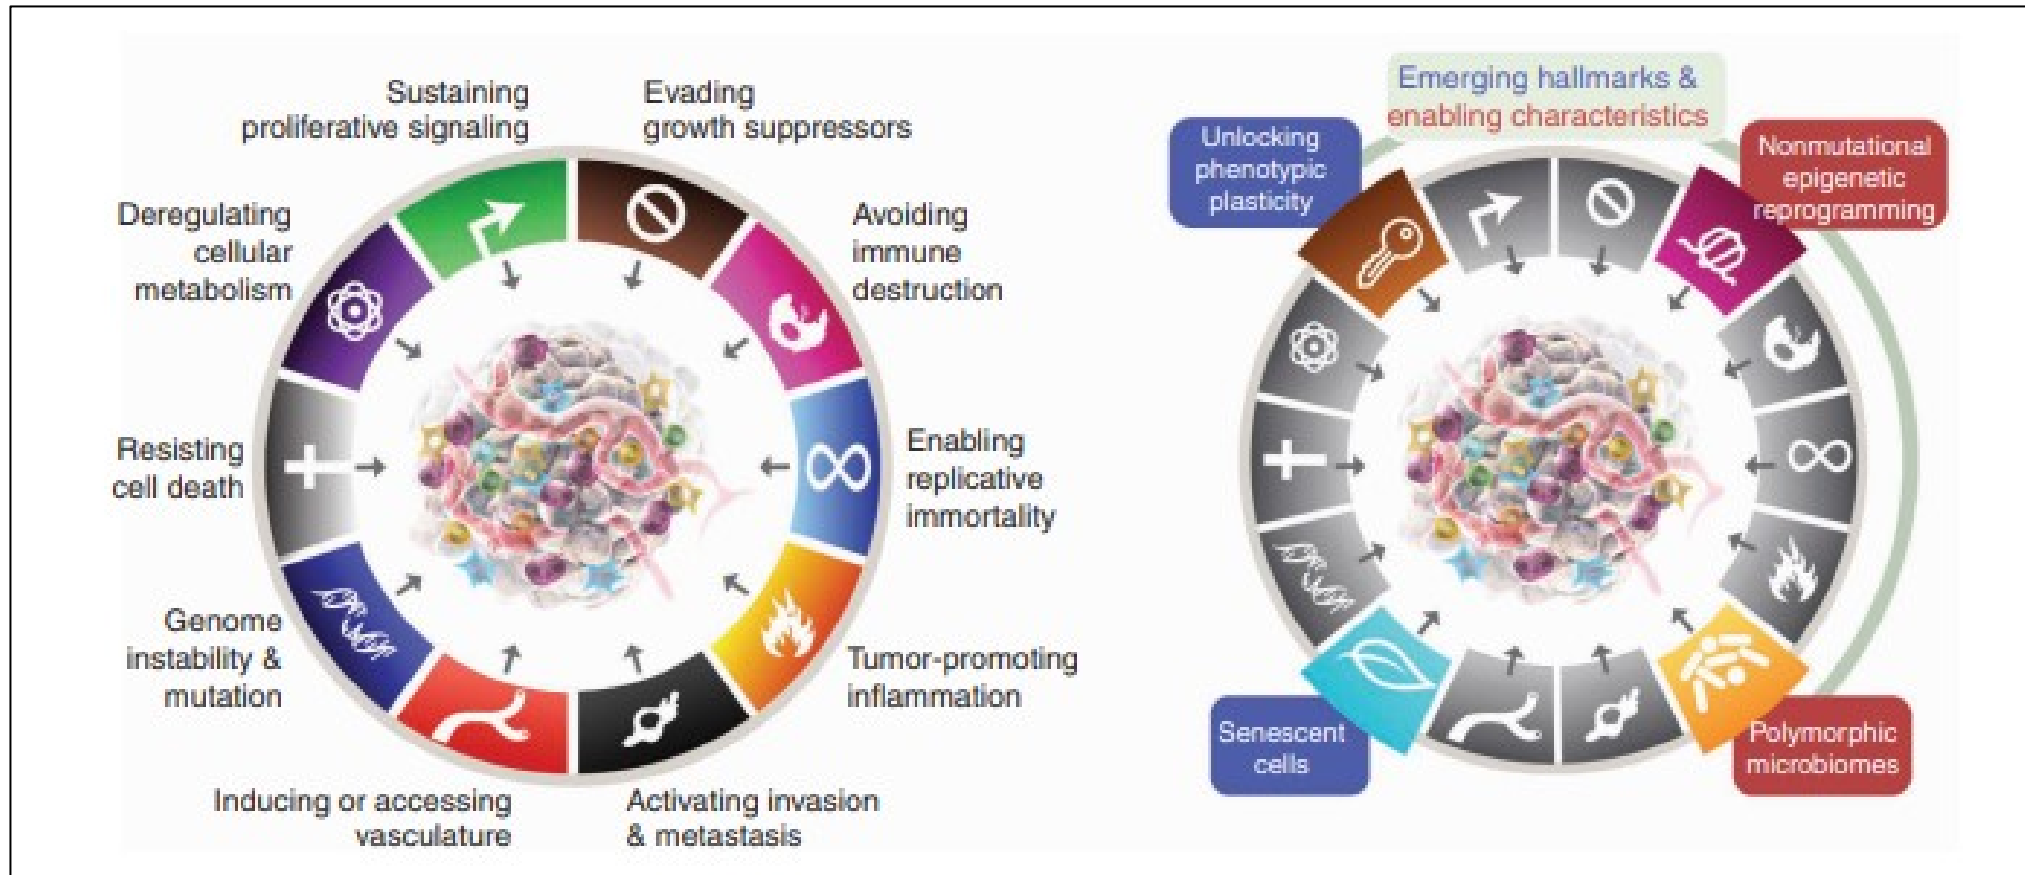 Sustaining
proliferative signaling
Evading
growth suppressors
Deregulating
cellular
metabolism
Avoiding
immune
destruction
Resisting
cell death
Enabling
replicative
immortality
Genome
instability &
mutation
Tumor-promoting
inflammation
Inducing or accessing
vasculature
Activating invasion
& metastasis
Emerging hallmarks &
enabling characteristics
Unlocking
phenotypic
plasticity
Nonmutational
epigenetic
reprogramming
Senescent
cells
Polymorphic
microbiomes